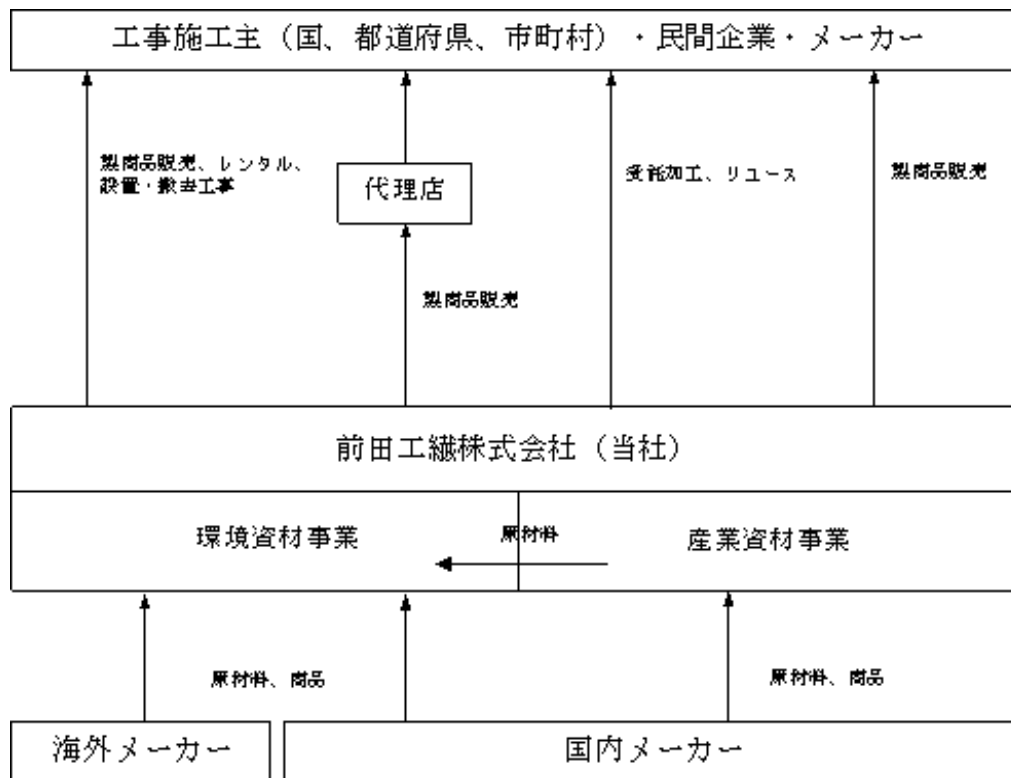 工事施工主（国、都道府県、市町村）・民間企業・メーカー
製商品販売、レンタル、
設置・撤去工事
代理店
受託加工、リユース
製商品販売
製商品販売
前田工繊株式会社（当社）
環境資材事業
原材料
産業資材事業
原材料、商品
原材料、商品
海外メーカー
国内メーカー